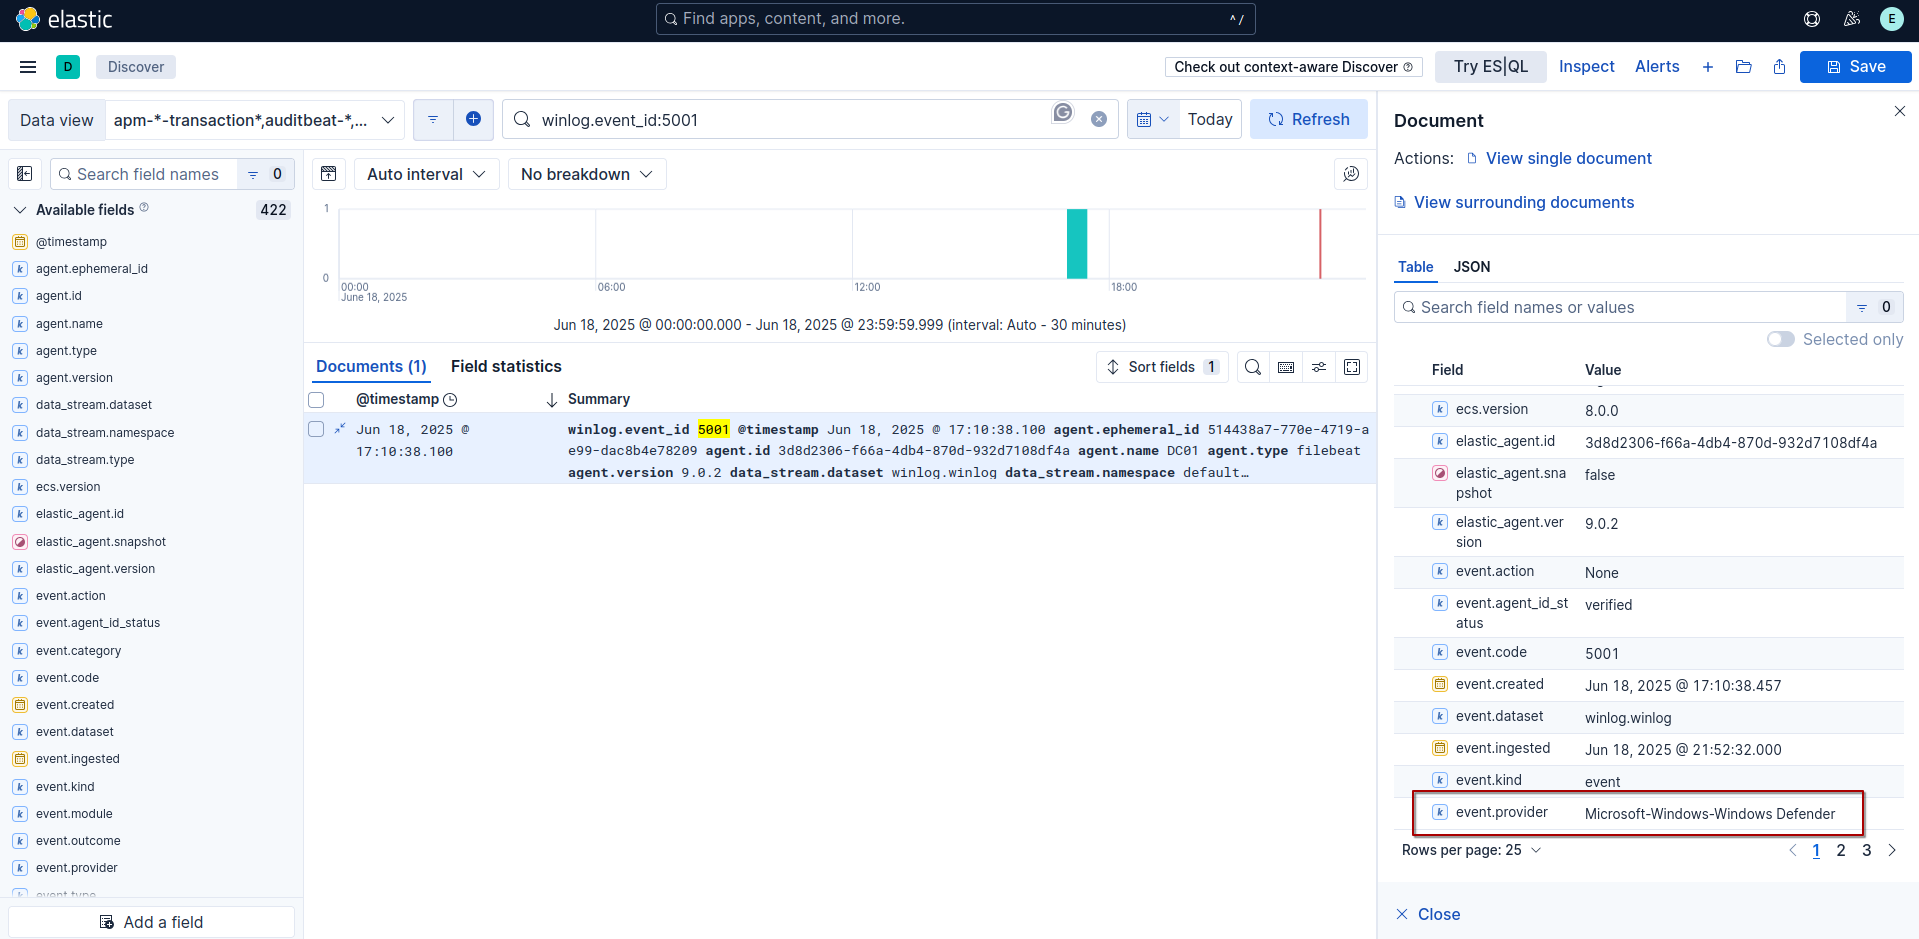 elastic
Find apps, content, and more.
^ /
E
D
Discover
Check out context-aware Discover
Try ES|QL
Inspect
Alerts
Save
Data view
apm-*-transaction*,auditbeat-*,...
winlog.event_id:5001
Today
Refresh
Search field names
0
Auto interval
No breakdown
Available fields
422
@timestamp
agent.ephemeral_id
agent.id
agent.name
agent.type
agent.version
data_stream.dataset
data_stream.namespace
data_stream.type
ecs.version
elastic_agent.id
elastic_agent.snapshot
elastic_agent.version
event.action
event.agent_id_status
event.category
event.code
event.created
event.dataset
event.ingested
event.kind
event.module
event.outcome
event.provider
event.type
Add a field
1
0
00:00
June 18, 2025
06:00
12:00
18:00
Jun 18, 2025 @ 00:00:00.000 - Jun 18, 2025 @ 23:59:59.999 (interval: Auto - 30 minutes)
Documents (1)
Field statistics
Sort fields 1
@timestamp
Summary
Jun 18, 2025 @
17:10:38.100
winlog.event_id 5001 @timestamp Jun 18, 2025 @ 17:10:38.100 agent.ephemeral_id 514438a7-770e-4719-a
e99-dac8b4e78209 agent.id 3d8d2306-f66a-4db4-870d-932d7108df4a agent.name DC01 agent.type filebeat
agent.version 9.0.2 data_stream.dataset winlog.winlog data_stream.namespace default…
Document
Actions:
View single document
View surrounding documents
Table
JSON
Search field names or values
0
Selected only
Field
Value
ecs.version
8.0.0
elastic_agent.id
3d8d2306-f66a-4db4-870d-932d7108df4a
elastic_agent.sna
pshot
false
elastic_agent.ver
sion
9.0.2
event.action
None
event.agent_id_st
atus
verified
event.code
5001
event.created
Jun 18, 2025 @ 17:10:38.457
event.dataset
winlog.winlog
event.ingested
Jun 18, 2025 @ 21:52:32.000
event.kind
event
event.provider
Microsoft-Windows-Windows Defender
Rows per page: 25
1
2
3
Close